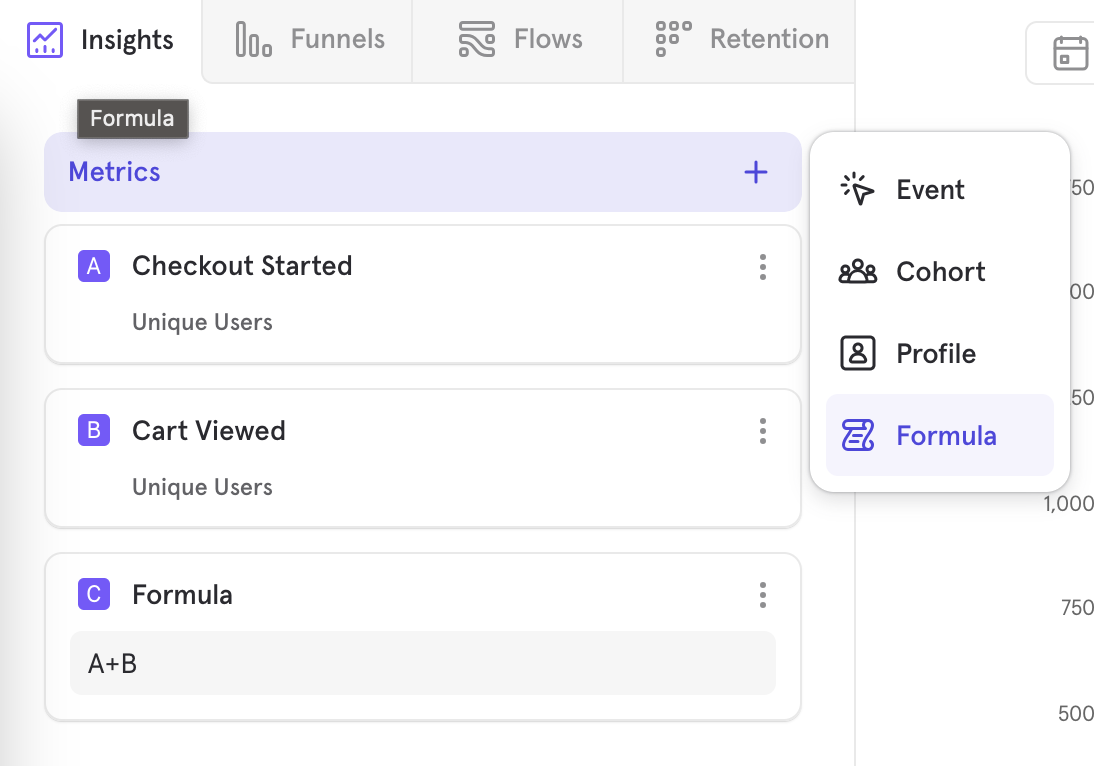 Insights
Funnels
Flows
Retention
Formula
Metrics
A Checkout Started
Unique Users
B Cart Viewed
Unique Users
C Formula
A+B
Event
Cohort
Profile
Formula
50
00
50
1,000
750
500